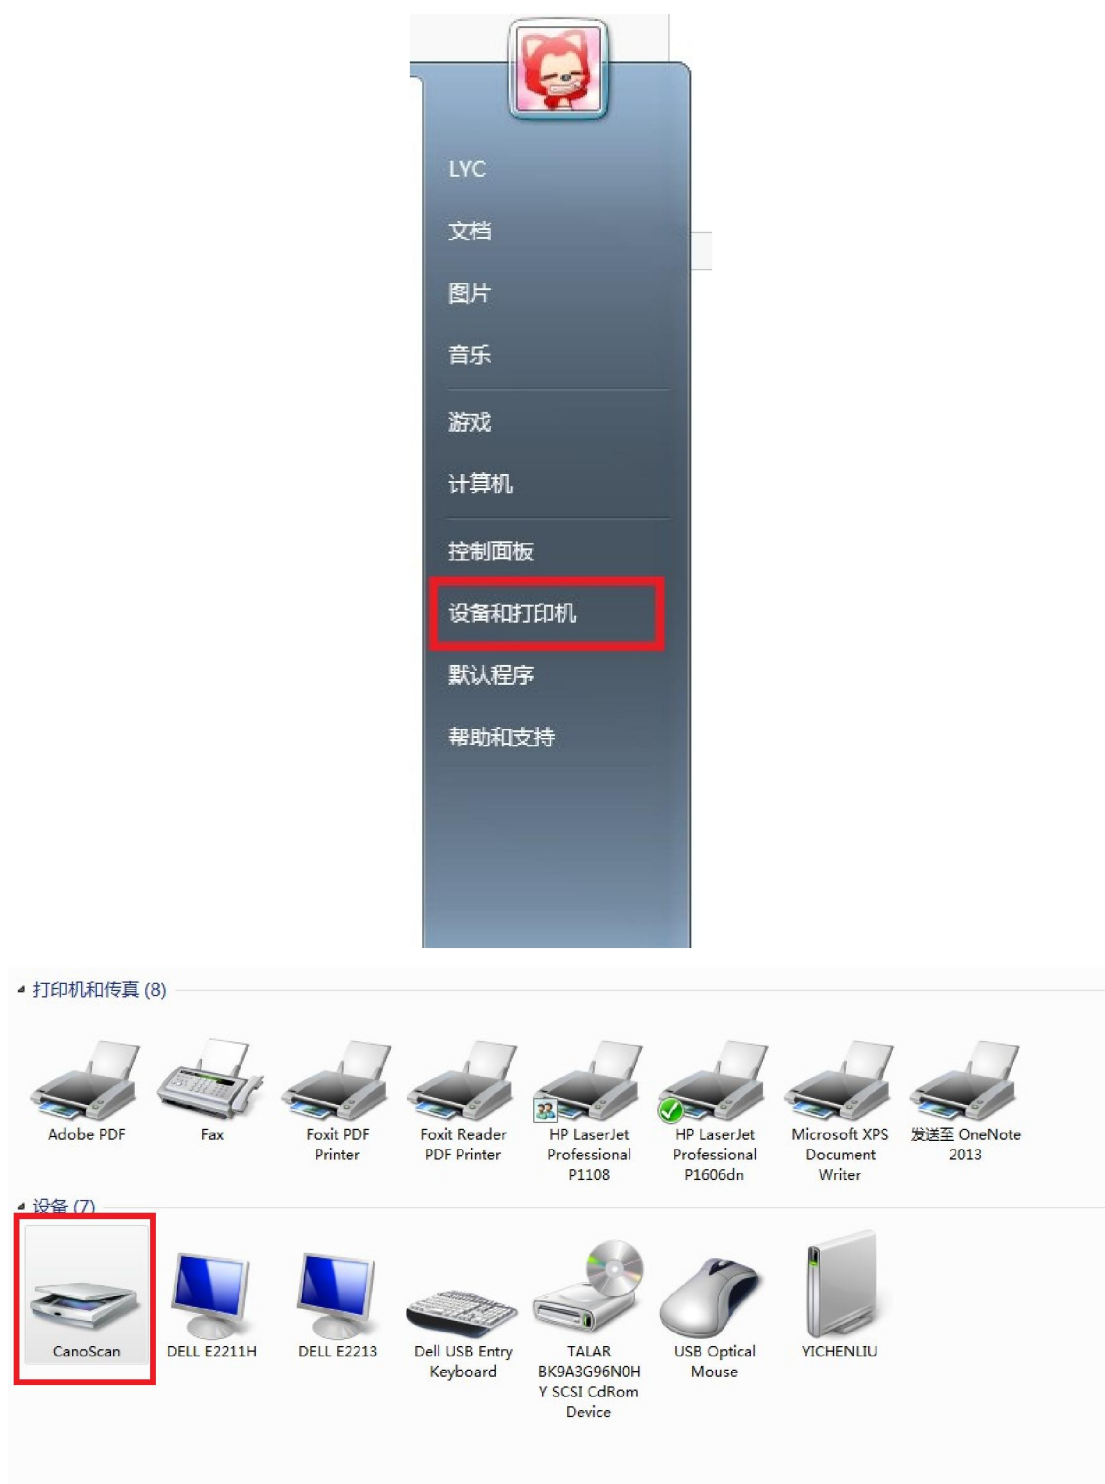 LYC
文档
图片
音乐
游戏
计算机
控制面板
设备和打印机
默认程序
帮助和支持
打印机和传真 (8)
Adobe PDF
Fax
Foxit PDF
Printer
Foxit Reader
PDF Printer
HP LaserJet
Professional
P1108
HP LaserJet
Professional
P1606dn
Microsoft XPS
Document
Writer
发送至 OneNote
2013
设备 (7)
CanoScan
DELL E2211H
DELL E2213
Dell USB Entry
Keyboard
TALAR
BK9A3G96N0H
Y SCSI CdRom
Device
USB Optical
Mouse
YICHENLIU